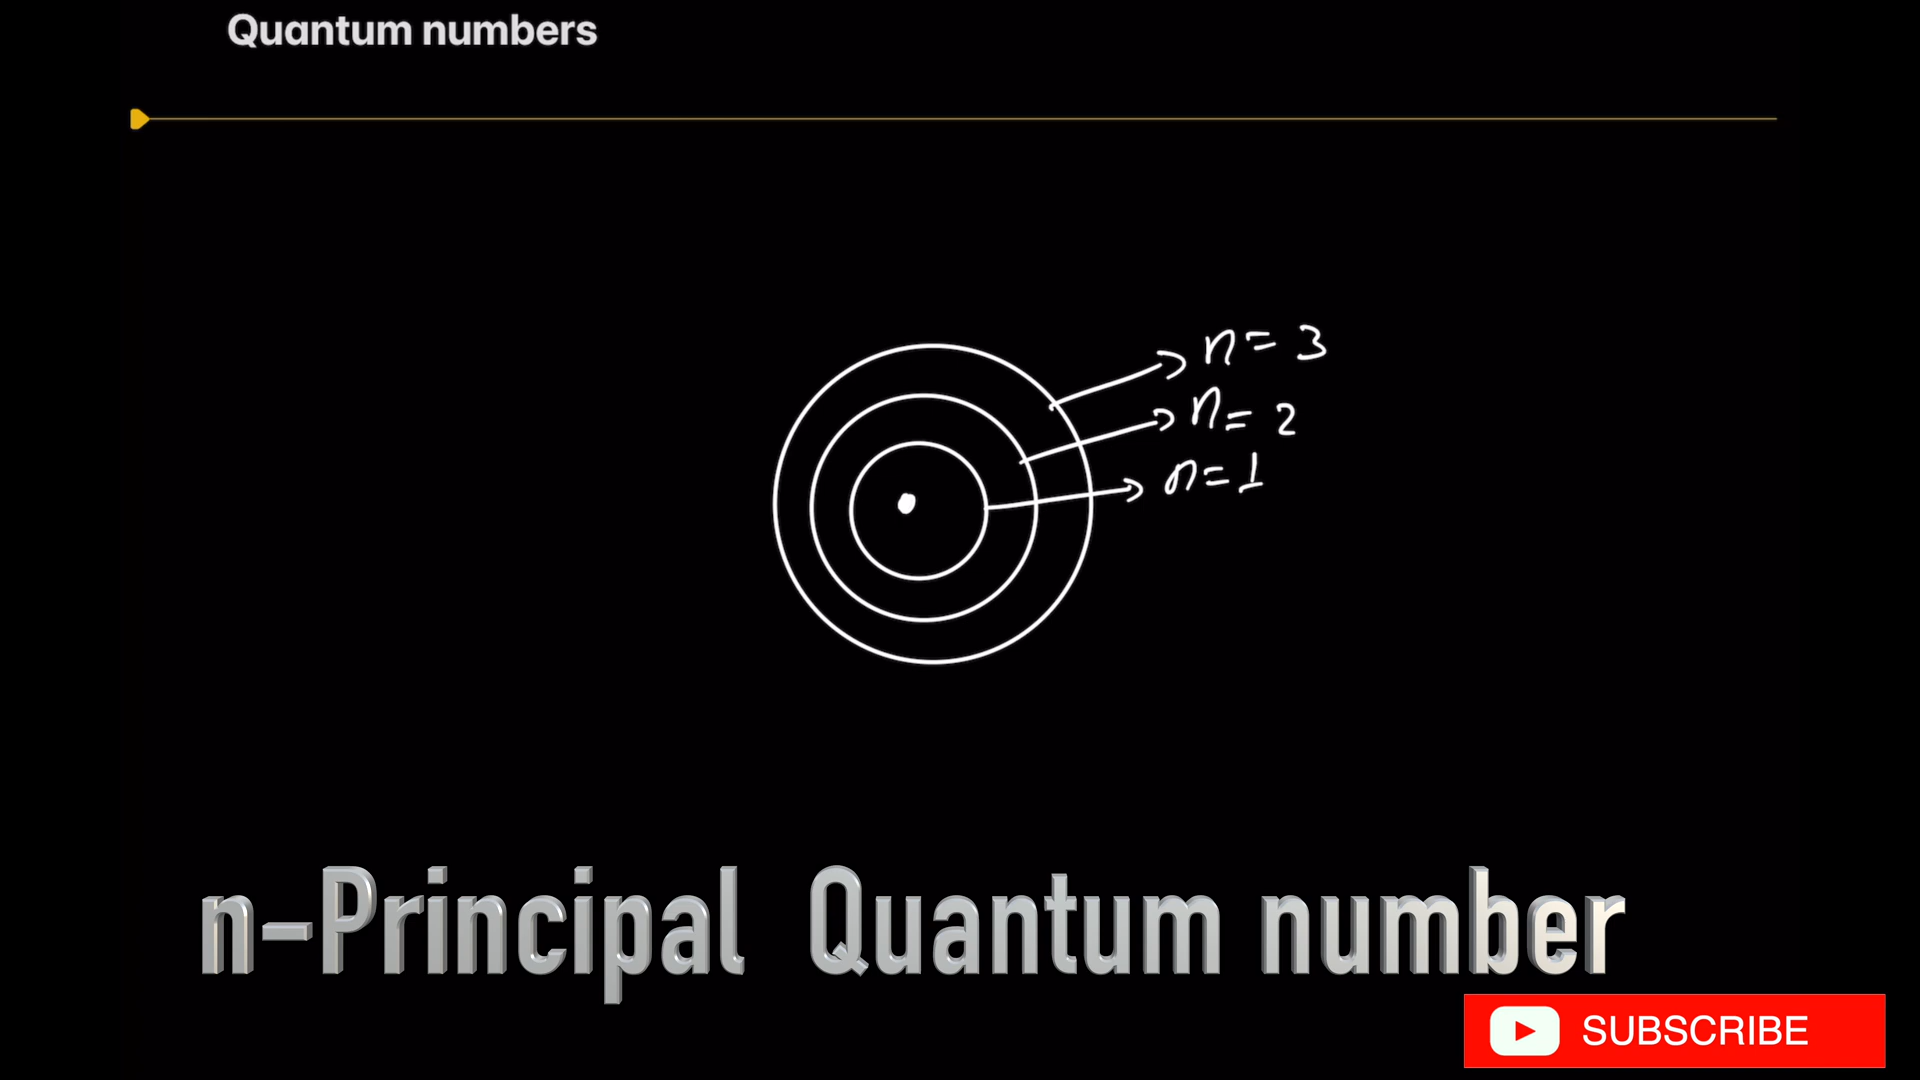 Quantum numbers
n= 3
n= 2
n=1
n-Principal Quantum number
SUBSCRIBE